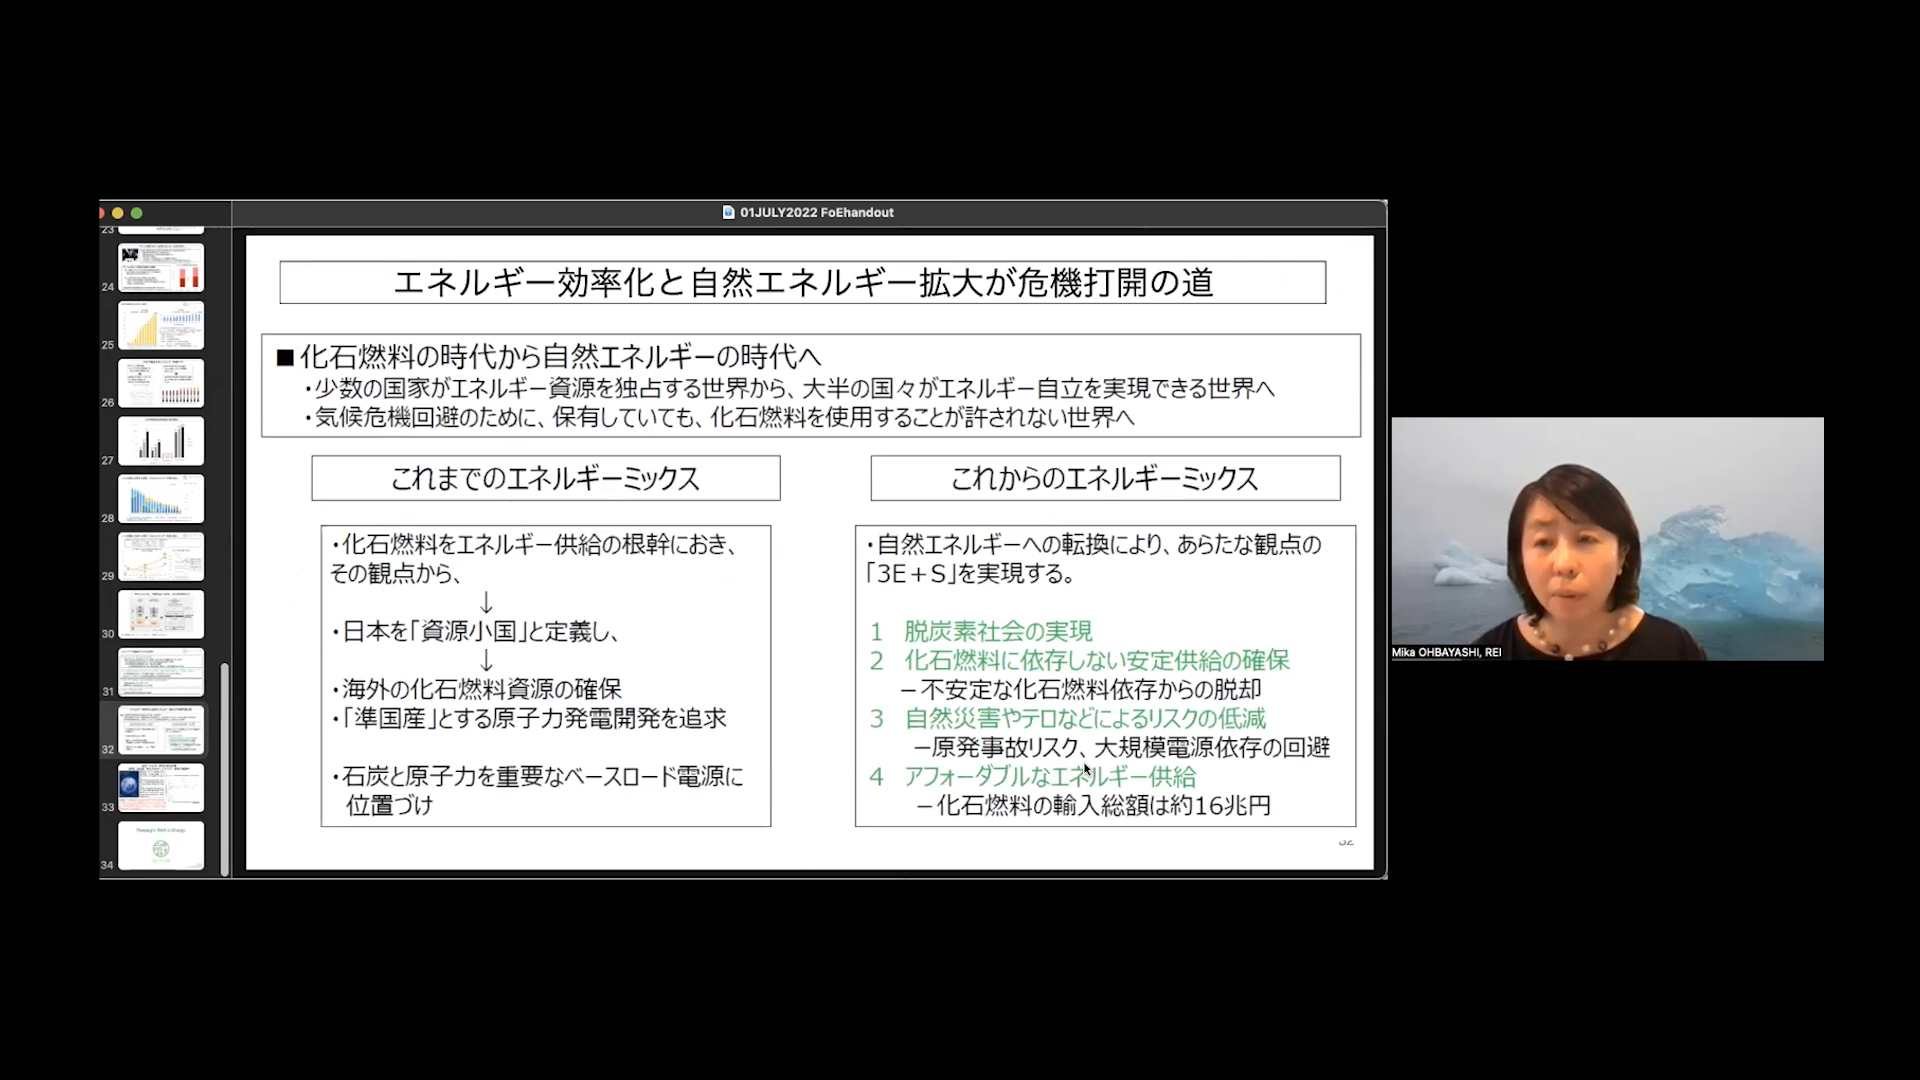 01JULY2022 FoEhandout
23
24
25
26
27
28
29
30
31
32
33
34
エネルギー効率化と自然エネルギー拡大が危機打開の道
■化石燃料の時代から自然エネルギーの時代へ
・少数の国家がエネルギー資源を独占する世界から、大半の国々がエネルギー自立を実現できる世界へ
・気候危機回避のために、保有していても、化石燃料を使用することが許されない世界へ
これまでのエネルギーミックス
・化石燃料をエネルギー供給の根幹におき、
その観点から、
↓
・日本を「資源小国」と定義し、
↓
・海外の化石燃料資源の確保
・「準国産」とする原子力発電開発を追求
・石炭と原子力を重要なベースロード電源に
位置づけ
これからのエネルギーミックス
・自然エネルギーへの転換により、あらたな観点の
「3E+S」を実現する。
1 脱炭素社会の実現
2 化石燃料に依存しない安定供給の確保
－不安定な化石燃料依存からの脱却
3 自然災害やテロなどによるリスクの低減
－原発事故リスク、大規模電源依存の回避
4 アフォーダブルなエネルギー供給
－化石燃料の輸入総額は約16兆円
32
Mika OHBAYASHI, REI